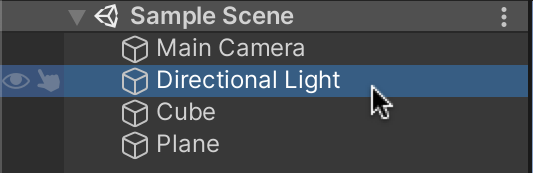 Sample Scene
Main Camera
Directional Light
Cube
Plane